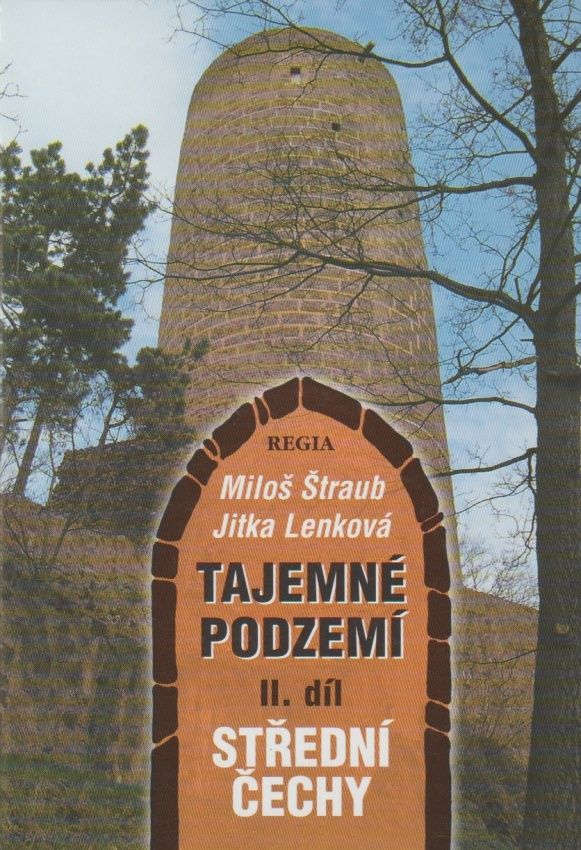 REGIA
Miloš Štraub
Jitka Lenková
TAJEMNÉ
PODZEMÍ
II. díl
STŘEDNÍ
ČECHY